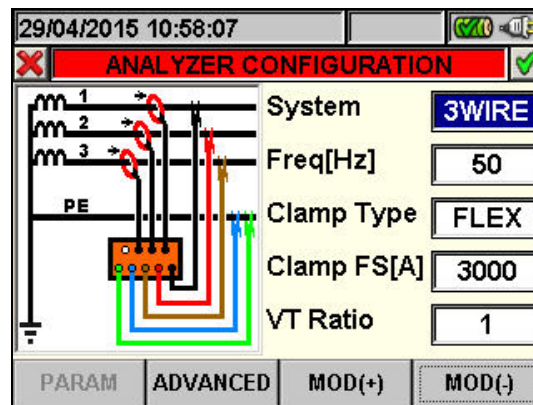 29/04/2015 10:58:07
ANALYZER CONFIGURATION
1
2
3
PE
System 3WIRE
Freq[Hz] 50
Clamp Type FLEX
Clamp FS[A] 3000
VT Ratio 1
PARAM ADVANCED MOD(+) MOD(-)